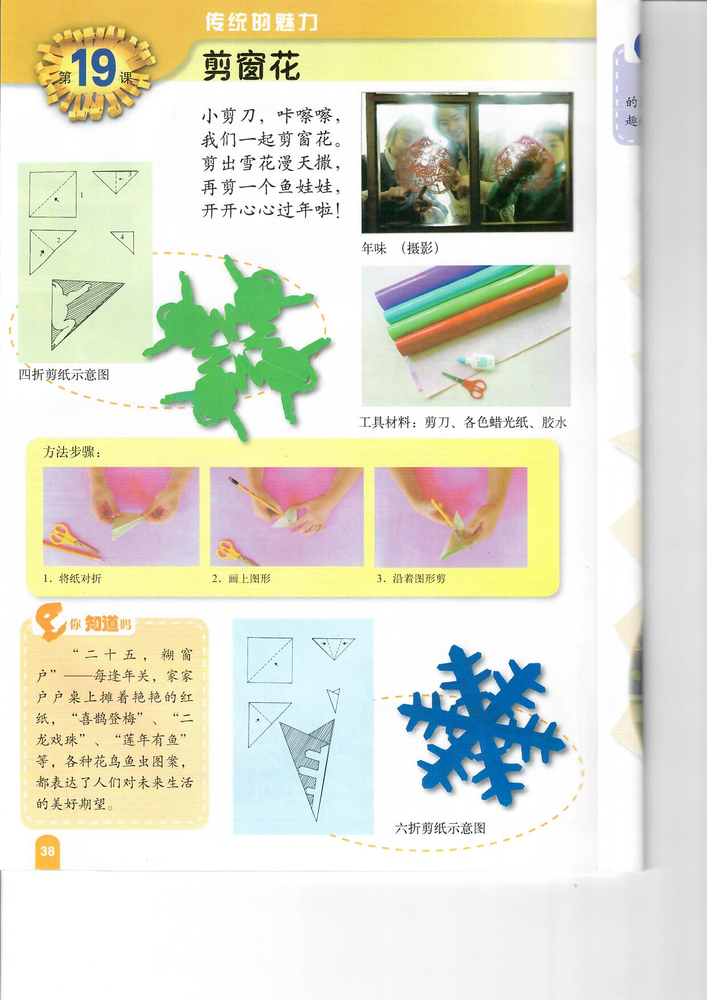 传统的魅力
第19课
剪窗花
小剪刀，咔嚓嚓，
我们一起剪窗花。
剪出雪花漫天撒，
再剪一个鱼娃娃，
开开心心过年啦！
1
3
2
4
四折剪纸示意图
年味 （摄影）
工具材料：剪刀、各色蜡光纸、胶水
方法步骤：
1．将纸对折
2．画上图形
3．沿着图形剪
你知道吗
“二十五，糊窗
户”——每逢年关，家家
户户桌上摊着艳艳的红
纸，“喜鹊登梅”、“二
龙戏珠”、“莲年有鱼”
等，各种花鸟鱼虫图案，
都表达了人们对未来生活
的美好期望。
六折剪纸示意图
38
的
趣